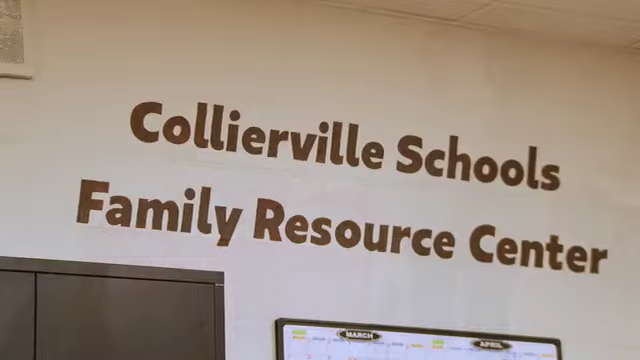 Collierville Schools
Family Resource Center
MARCH
APRIL